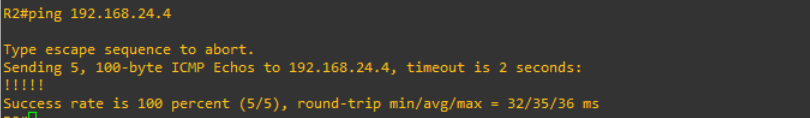 R2#ping 192.168.24.4
Type escape sequence to abort.
Sending 5, 100-byte ICMP Echos to 192.168.24.4, timeout is 2 seconds:
!!!!!
Success rate is 100 percent (5/5), round-trip min/avg/max = 32/35/36 ms